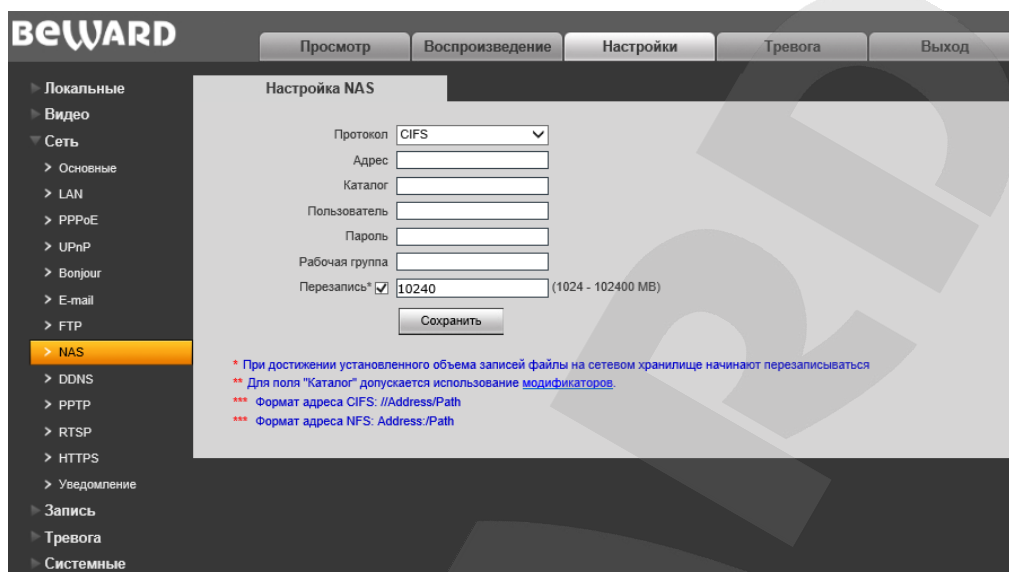 BEWARD
Просмотр Воспроизведение Настройки Тревога Выход
Локальные
Видео
Сеть
> Основные
> LAN
> PPPoE
> UPnP
> Bonjour
> E-mail
> FTP
> NAS
> DDNS
> PPTP
> RTSP
> HTTPS
> Уведомление
Запись
Тревога
Системные
Настройка NAS
Протокол CIFS
Адрес
Каталог
Пользователь
Пароль
Рабочая группа
Перезапись* 10240 (1024 - 102400 MB)
Сохранить
* При достижении установленного объема записей файлы на сетевом хранилище начинают перезаписываться
** Для поля "Каталог" допускается использование модификаторов.
*** Формат адреса CIFS: //Address/Path
*** Формат адреса NFS: Address:/Path